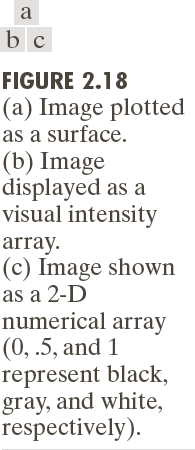 a
b c
FIGURE 2.18
(a) Image plotted
as a surface.
(b) Image
displayed as a
visual intensity
array.
(c) Image shown
as a 2-D
numerical array
(0, .5, and 1
represent black,
gray, and white,
respectively).